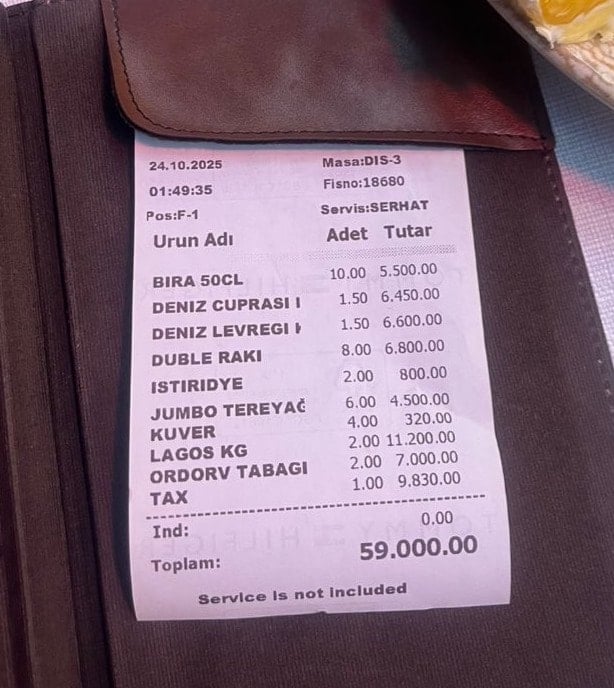 24.10.2025 Masa:DIS-3
01:49:35 Fisno:18680
Pos:F-1 Servis:SERHAT
Urun Adı Adet Tutar
BIRA 50CL 10.00 5.500.00
DENIZ CUPRASI I 1.50 6.450.00
DENIZ LEVREGI 1.50 6.600.00
DUBLE RAKI 8.00 6.800.00
ISTIRIDYE 2.00 800.00
JUMBO TEREYAĞ 6.00 4.500.00
KUVER 4.00 320.00
LAGOS KG 2.00 11.200.00
ORDORV TABAGI 2.00 7.000.00
TAX 1.00 9,830.00
Ind: 0.00
Toplam: 59.000.00
Service is not included